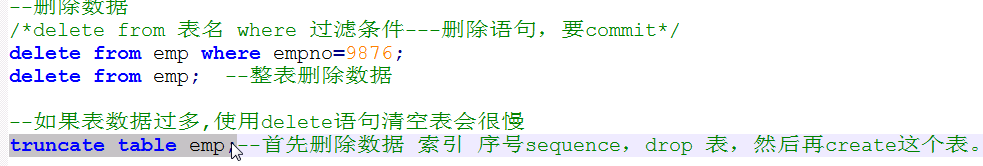 --删除数据
/*delete from 表名 where 过滤条件---删除语句，要commit*/
delete from emp where empno=9876;
delete from emp;  --整表删除数据
--如果表数据过多,使用delete语句清空表会很慢
truncate table emp;--首先删除数据 索引 序号sequence，drop 表，然后再create这个表。